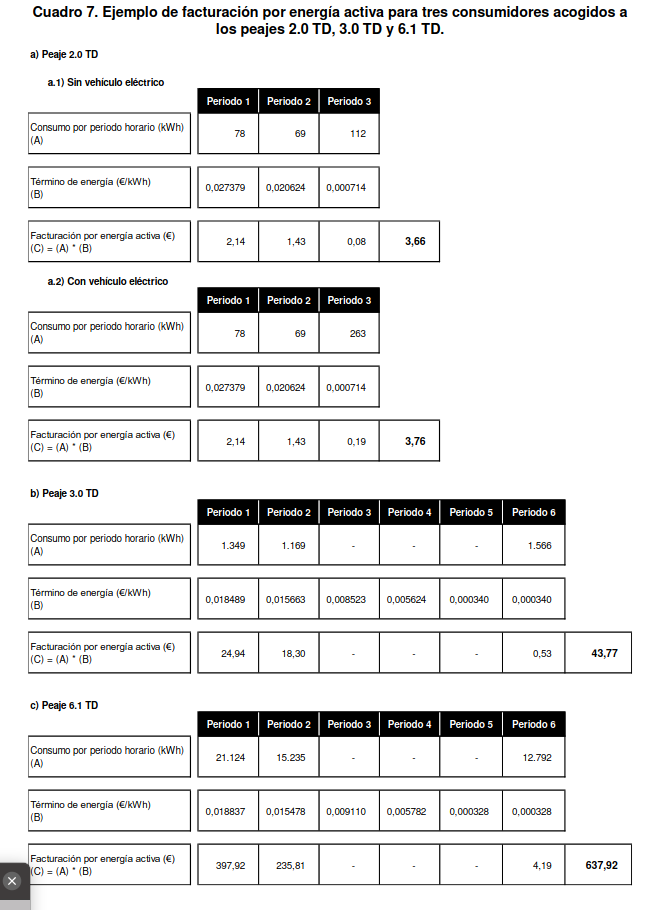 Cuadro 7. Ejemplo de facturación por energía activa para tres consumidores acogidos a
los peajes 2.0 TD, 3.0 TD y 6.1 TD.
a) Peaje 2.0 TD
a.1) Sin vehículo eléctrico
Periodo 1 Periodo 2 Periodo 3
Consumo por periodo horario (kWh)
(A)
78 69 112
Término de energía (€/kWh)
(B)
0,027379 0,020624 0,000714
Facturación por energía activa (€)
(C) = (A) * (B)
2,14 1,43 0,08 3,66
a.2) Con vehículo eléctrico
Periodo 1 Periodo 2 Periodo 3
Consumo por periodo horario (kWh)
(A)
78 69 263
Término de energía (€/kWh)
(B)
0,027379 0,020624 0,000714
Facturación por energía activa (€)
(C) = (A) * (B)
2,14 1,43 0,19 3,76
b) Peaje 3.0 TD
Periodo 1 Periodo 2 Periodo 3 Periodo 4 Periodo 5 Periodo 6
Consumo por periodo horario (kWh)
(A)
1.349 1.169 - - - 1.566
Término de energía (€/kWh)
(B)
0,018489 0,015663 0,008523 0,005624 0,000340 0,000340
Facturación por energía activa (€)
(C) = (A) * (B)
24,94 18,30 - - - 0,53 43,77
c) Peaje 6.1 TD
Periodo 1 Periodo 2 Periodo 3 Periodo 4 Periodo 5 Periodo 6
Consumo por periodo horario (kWh)
(A)
21.124 15.235 - - - 12.792
Término de energía (€/kWh)
(B)
0,018837 0,015478 0,009110 0,005782 0,000328 0,000328
Facturación por energía activa (€)
(C) = (A) * (B)
397,92 235,81 - - - 4,19 637,92